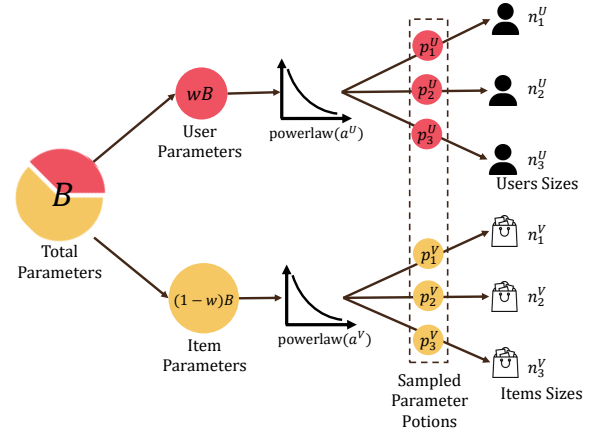 B
Total
Parameters
wB
User
Parameters
powerlaw(a^U)
p_1^U
p_2^U
p_3^U
n_1^U
n_2^U
n_3^U
Users Sizes
(1 − w)B
Item
Parameters
powerlaw(a^V)
p_1^V
p_2^V
p_3^V
Sampled
Parameter
Potions
n_1^V
n_2^V
n_3^V
Items Sizes